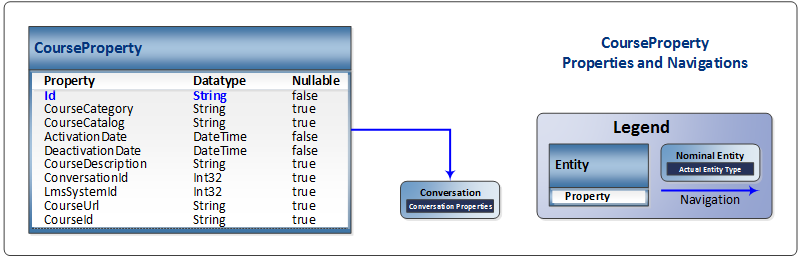 CourseProperty
Property Datatype Nullable
Id String false
CourseCategory String true
CourseCatalog String true
ActivationDate DateTime false
DeactivationDate DateTime false
CourseDescription String true
ConversationId Int32 true
LmsSystemId Int32 true
CourseUrl String true
CourseId String true
Conversation
Conversation Properties
CourseProperty
Properties and Navigations
Legend
Entity
Property
Nominal Entity
Actual Entity Type
Navigation